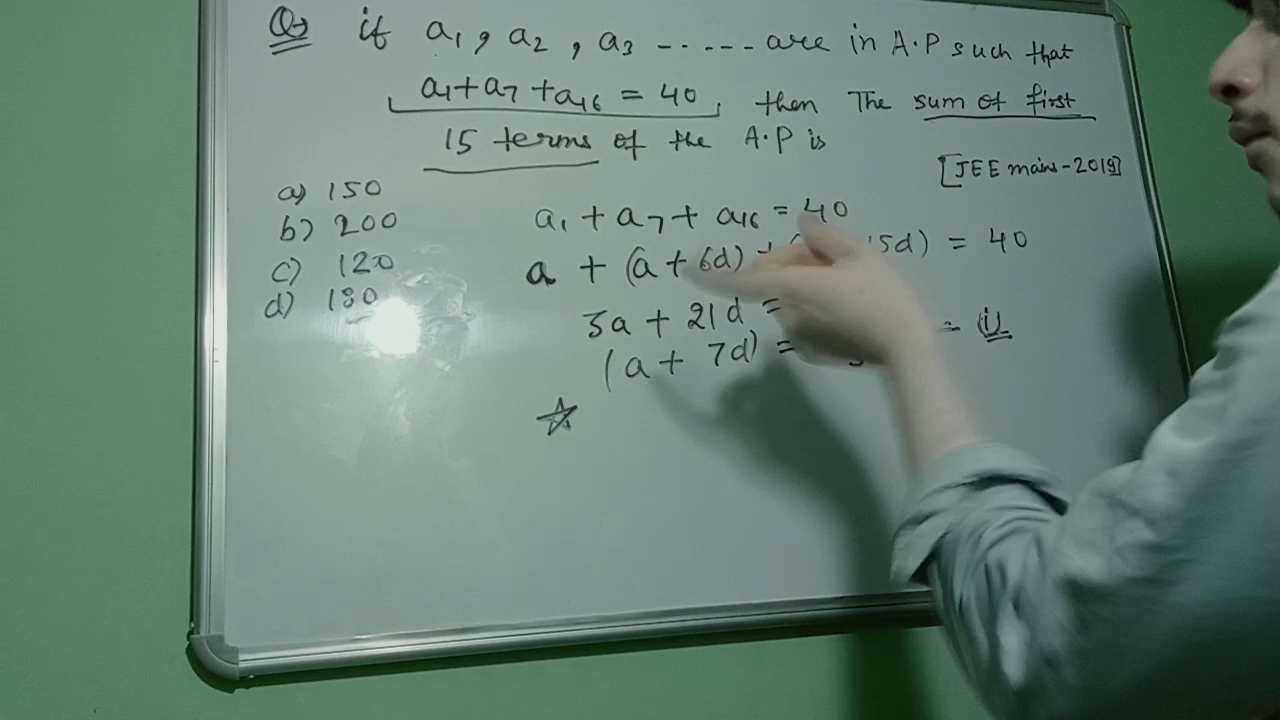 Q→ if a₁, a₂, a₃ ------ are in A.P such that
a₁+a₇+a₁₆ = 40, then The sum of first
15 terms of the A.P is
[JEE mains-2019]
a) 150
b) 200
c) 120
d) 180
a₁ + a₇ + a₁₆ = 40
a + (a + 6d) + 15d) = 40
3a + 21d =
(a + 7d) = - (i)